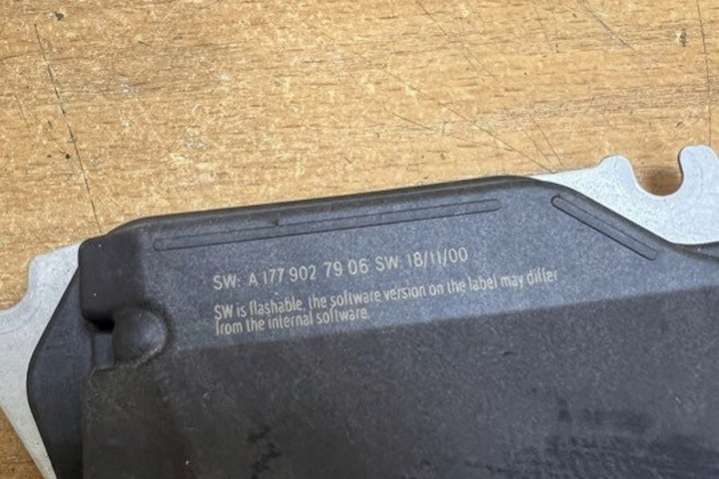 SW: A 177 902 79 06 SW: 18/11/00
SW is flashable, the software version on the label may differ
from the internal software.